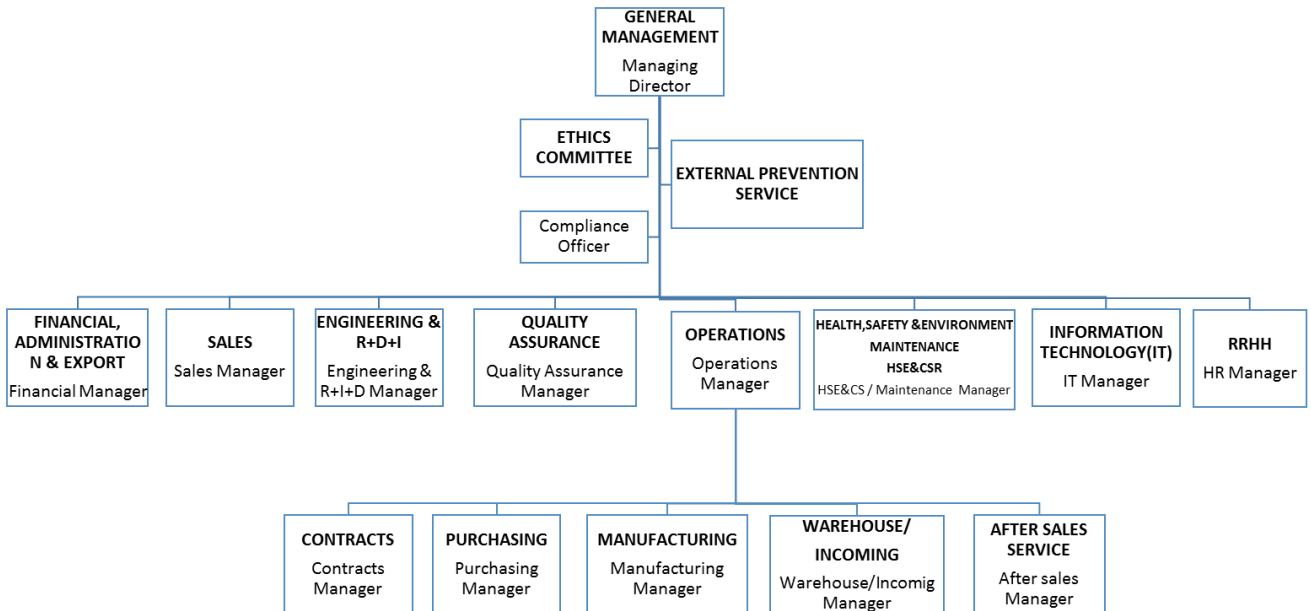 GENERAL
MANAGEMENT
Managing
Director
ETHICS
COMMITTEE
EXTERNAL PREVENTION
SERVICE
Compliance
Officer
FINANCIAL,
ADMINISTRATIO
N & EXPORT
Financial Manager
SALES
Sales Manager
ENGINEERING &
R+D+I
Engineering &
R+I+D Manager
QUALITY
ASSURANCE
Quality Assurance
Manager
OPERATIONS
Operations
Manager
HEALTH,SAFETY &ENVIRONMENT
MAINTENANCE
HSE&CSR
HSE&CS / Maintenance Manager
INFORMATION
TECHNOLOGY(IT)
IT Manager
RRHH
HR Manager
CONTRACTS
Contracts
Manager
PURCHASING
Purchasing
Manager
MANUFACTURING
Manufacturing
Manager
WAREHOUSE/
INCOMING
Warehouse/Incomig
Manager
AFTER SALES
SERVICE
After sales
Manager